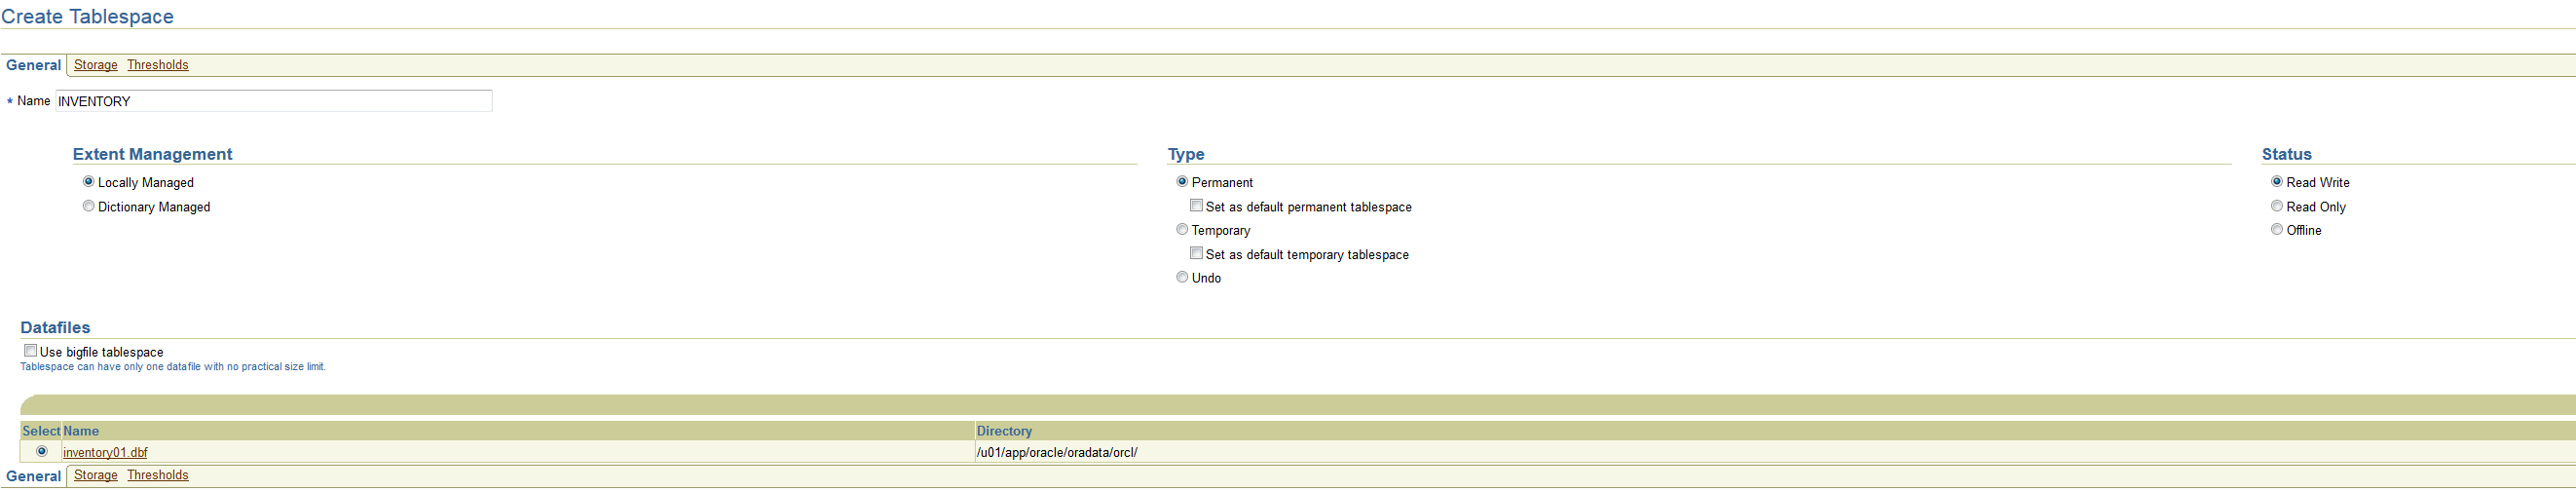 Create Tablespace
General Storage Thresholds
* Name INVENTORY
Extent Management Type Status
Locally Managed Permanent Read Write
Dictionary Managed Set as default permanent tablespace Read Only
Temporary Offline
Set as default temporary tablespace
Undo
Datafiles
Use bigfile tablespace
Tablespace can have only one datafile with no practical size limit.
Select Name Directory
inventory01.dbf /u01/app/oracle/oradata/orcl/
General Storage Thresholds